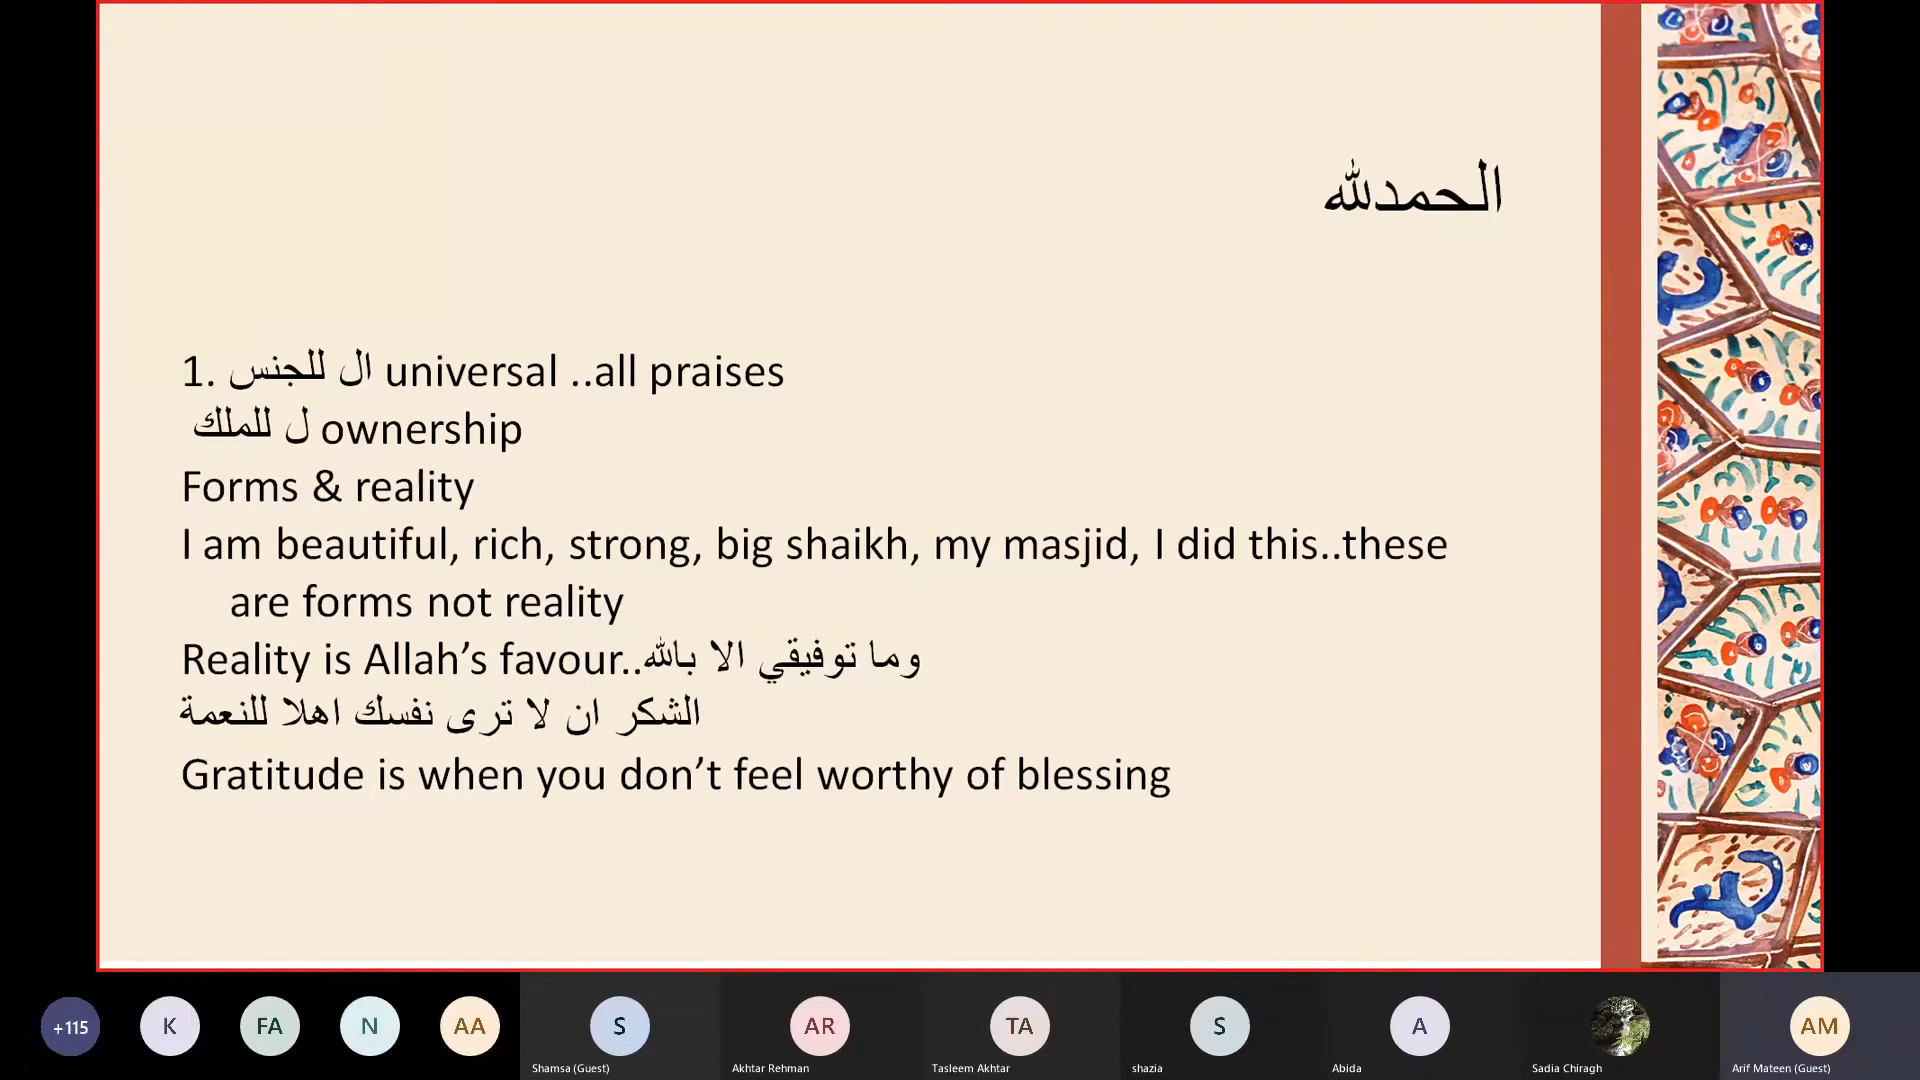 الحمدلله
1. ال للجنس universal ..all praises
ل للملك ownership
Forms & reality
I am beautiful, rich, strong, big shaikh, my masjid, I did this..these
are forms not reality
Reality is Allah’s favour..وما توفيقي الا بالله
الشكر ان لا ترى نفسك اهلا للنعمة
Gratitude is when you don’t feel worthy of blessing
+115 K FA N AA S AR TA S A AM
Shamsa (Guest) Akhtar Rehman Tasleem Akhtar shazia Abida Sadia Chiragh Arif Mateen (Guest)